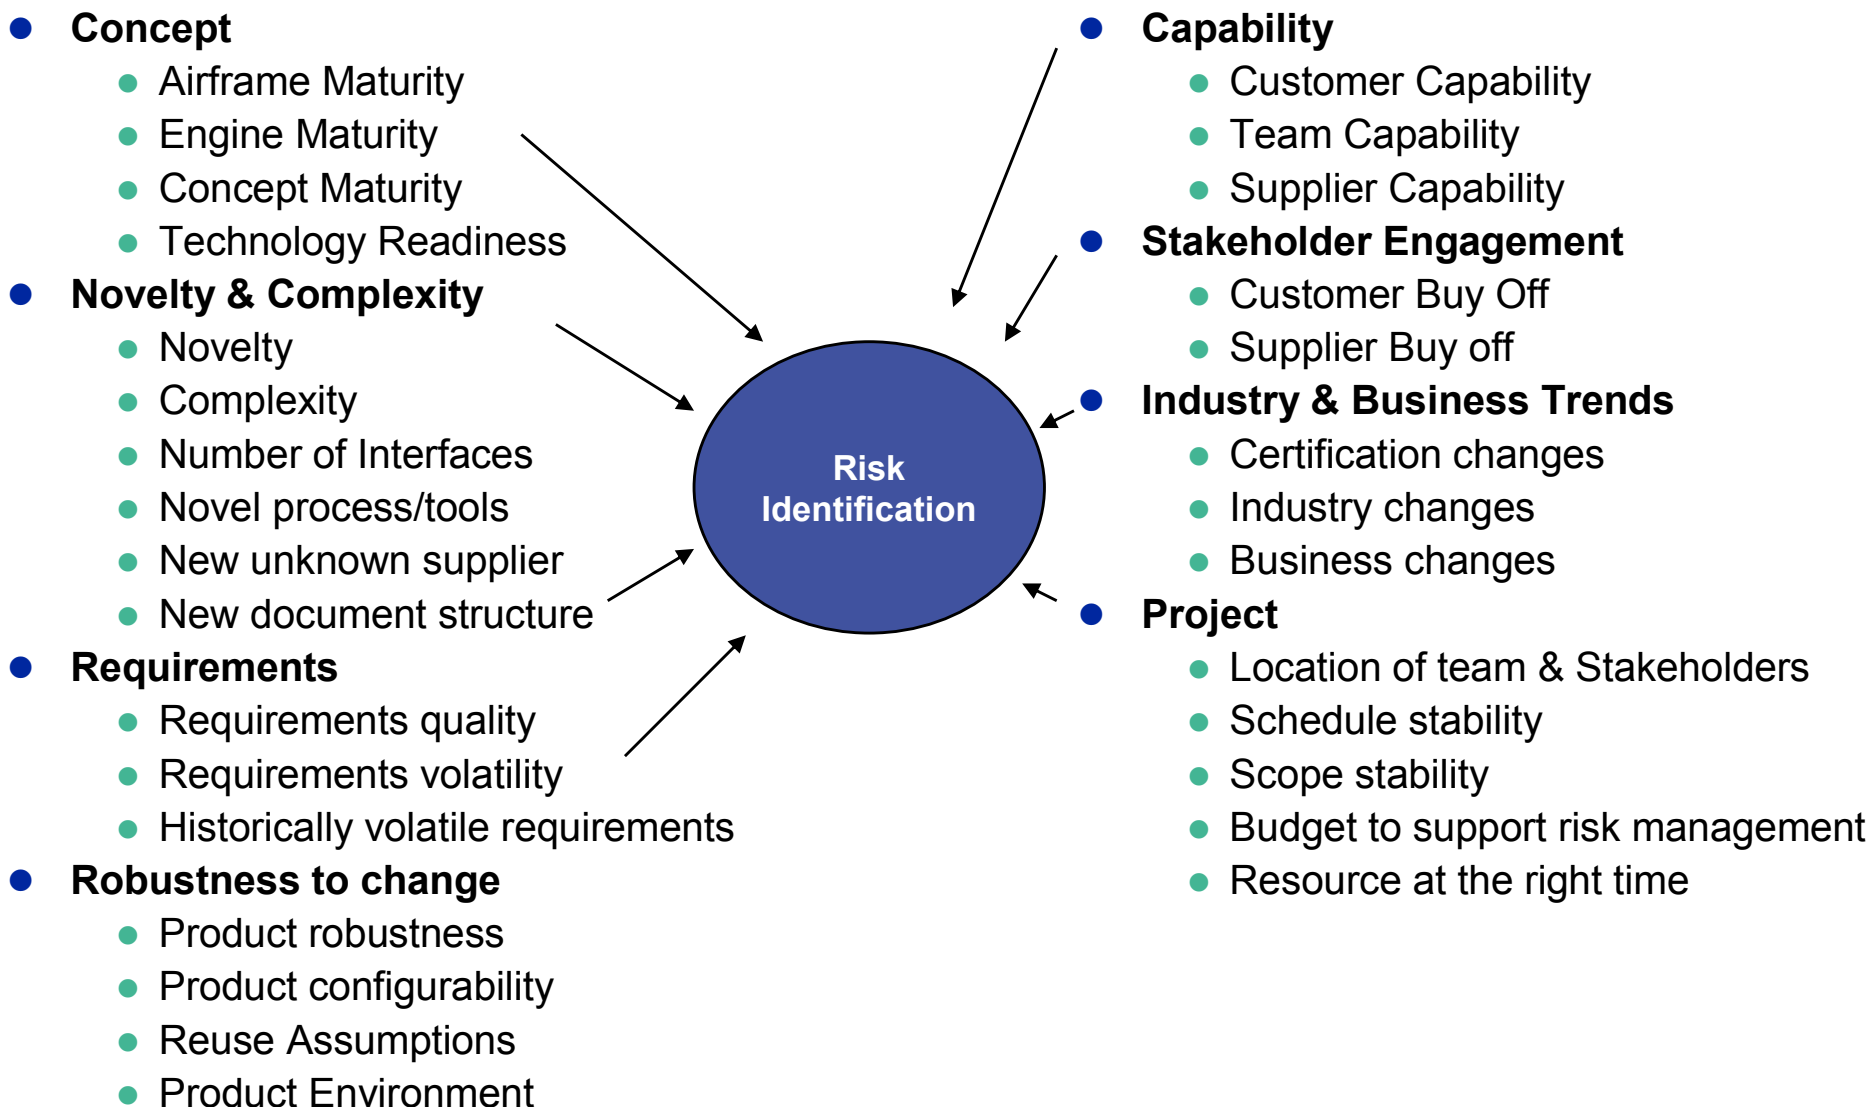 Concept
Airframe Maturity
Engine Maturity
Concept Maturity
Technology Readiness
Novelty & Complexity
Novelty
Complexity
Number of Interfaces
Novel process/tools
New unknown supplier
New document structure
Requirements
Requirements quality
Requirements volatility
Historically volatile requirements
Robustness to change
Product robustness
Product configurability
Reuse Assumptions
Product Environment
Risk
Identification
Capability
Customer Capability
Team Capability
Supplier Capability
Stakeholder Engagement
Customer Buy Off
Supplier Buy off
Industry & Business Trends
Certification changes
Industry changes
Business changes
Project
Location of team & Stakeholders
Schedule stability
Scope stability
Budget to support risk management
Resource at the right time